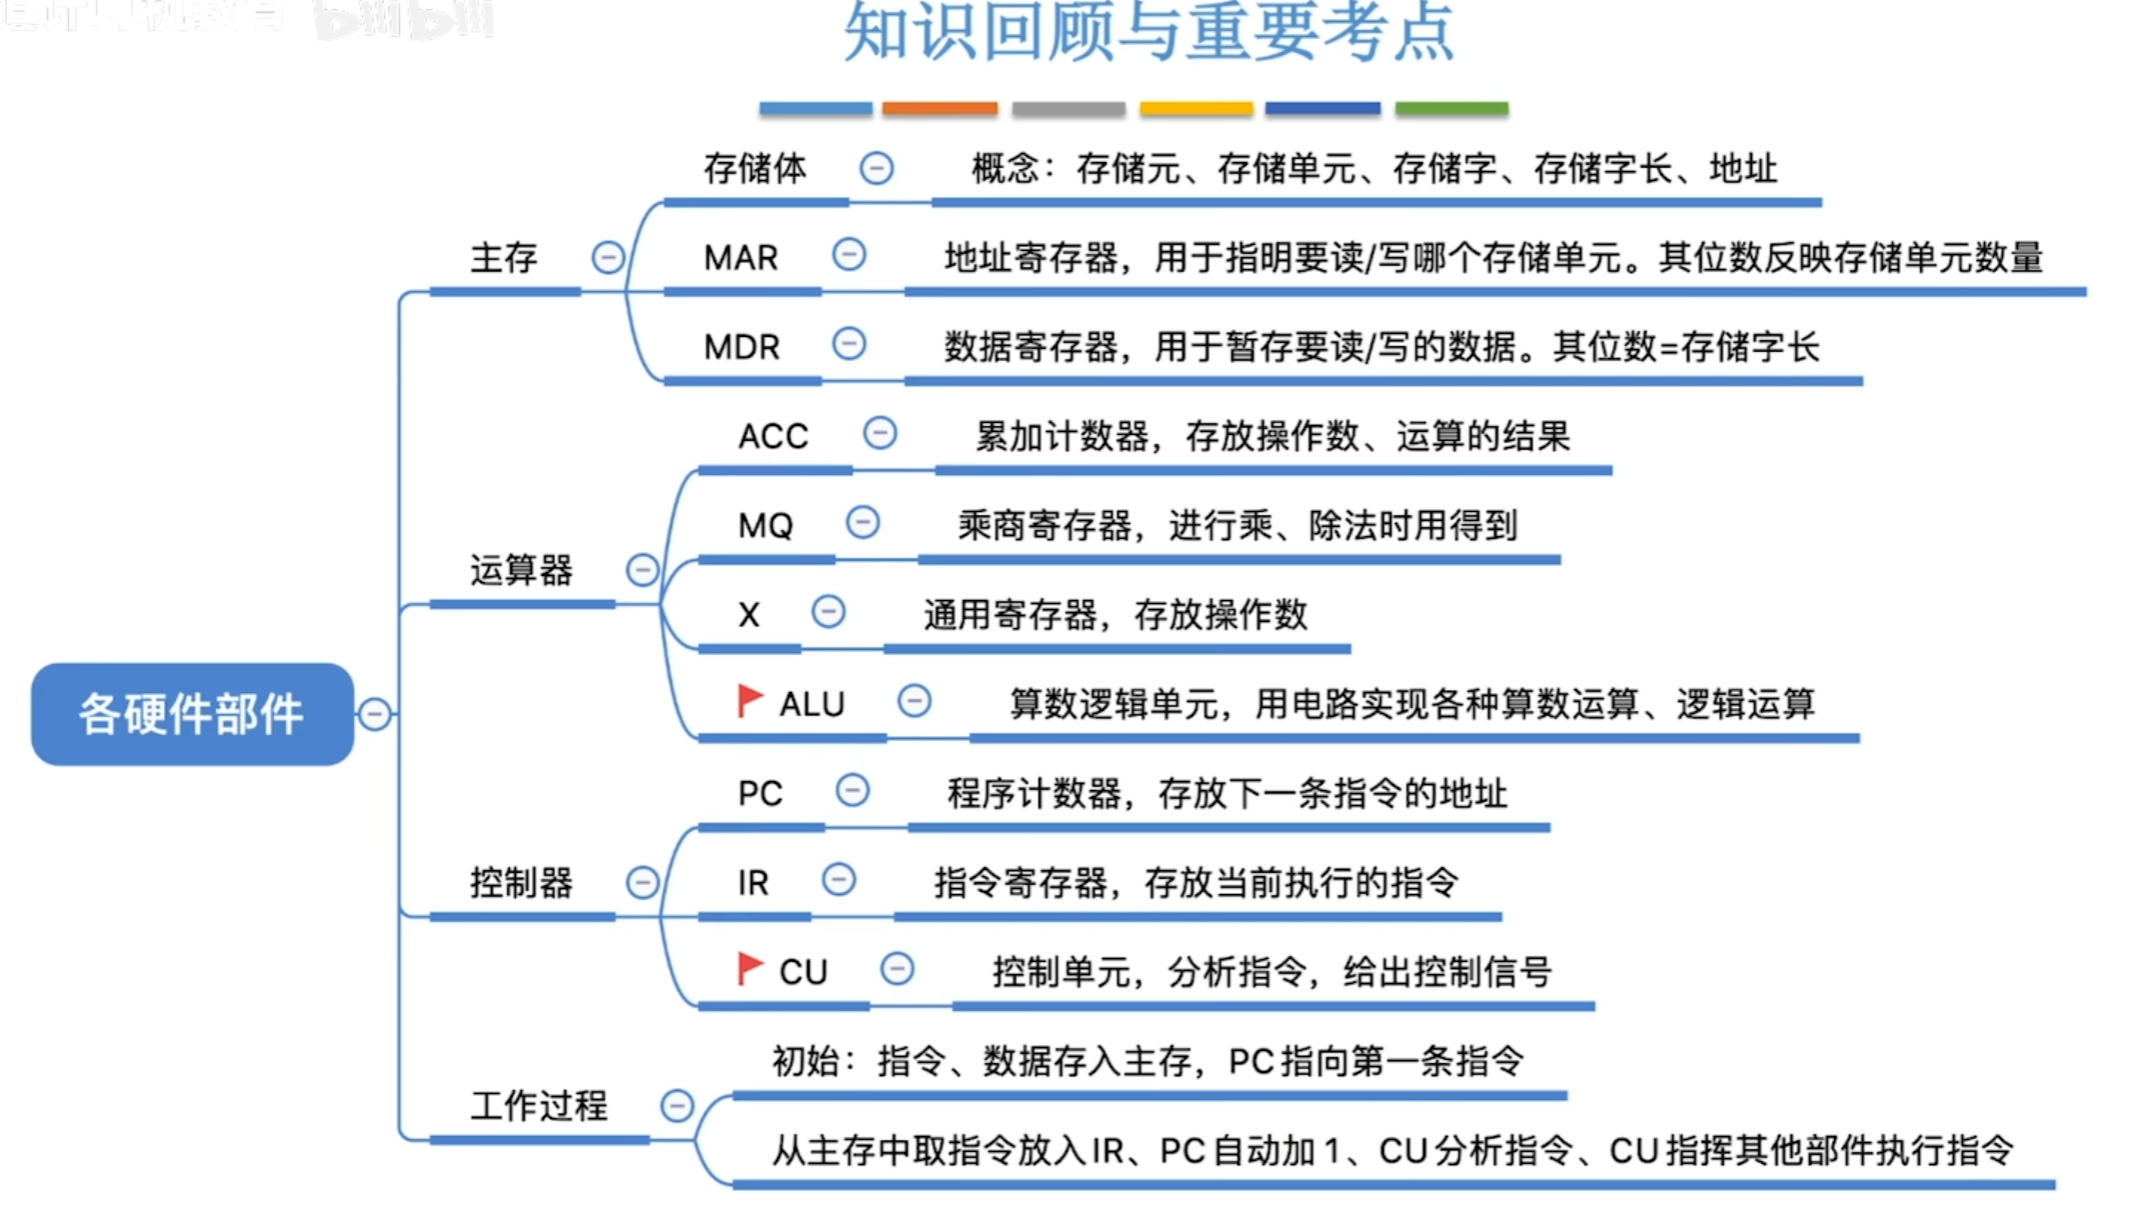 机教育 bilibili
知识回顾与重要考点
存储体
概念：存储元、存储单元、存储字、存储字长、地址
主存
MAR
地址寄存器，用于指明要读/写哪个存储单元。其位数反映存储单元数量
MDR
数据寄存器，用于暂存要读/写的数据。其位数=存储字长
ACC
累加计数器，存放操作数、运算的结果
MQ
乘商寄存器，进行乘、除法时用得到
运算器
X
通用寄存器，存放操作数
ALU
算数逻辑单元，用电路实现各种算数运算、逻辑运算
各硬件部件
PC
程序计数器，存放下一条指令的地址
控制器
IR
指令寄存器，存放当前执行的指令
CU
控制单元，分析指令，给出控制信号
工作过程
初始：指令、数据存入主存，PC指向第一条指令
从主存中取指令放入IR、PC自动加1、CU分析指令、CU指挥其他部件执行指令